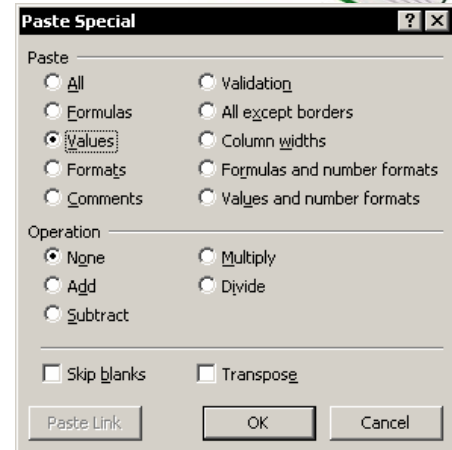 Paste Special
Paste
All
Validation
Formulas
All except borders
Values
Column widths
Formats
Formulas and number formats
Comments
Values and number formats
Operation
None
Multiply
Add
Divide
Subtract
Skip blanks
Transpose
Paste Link
OK
Cancel